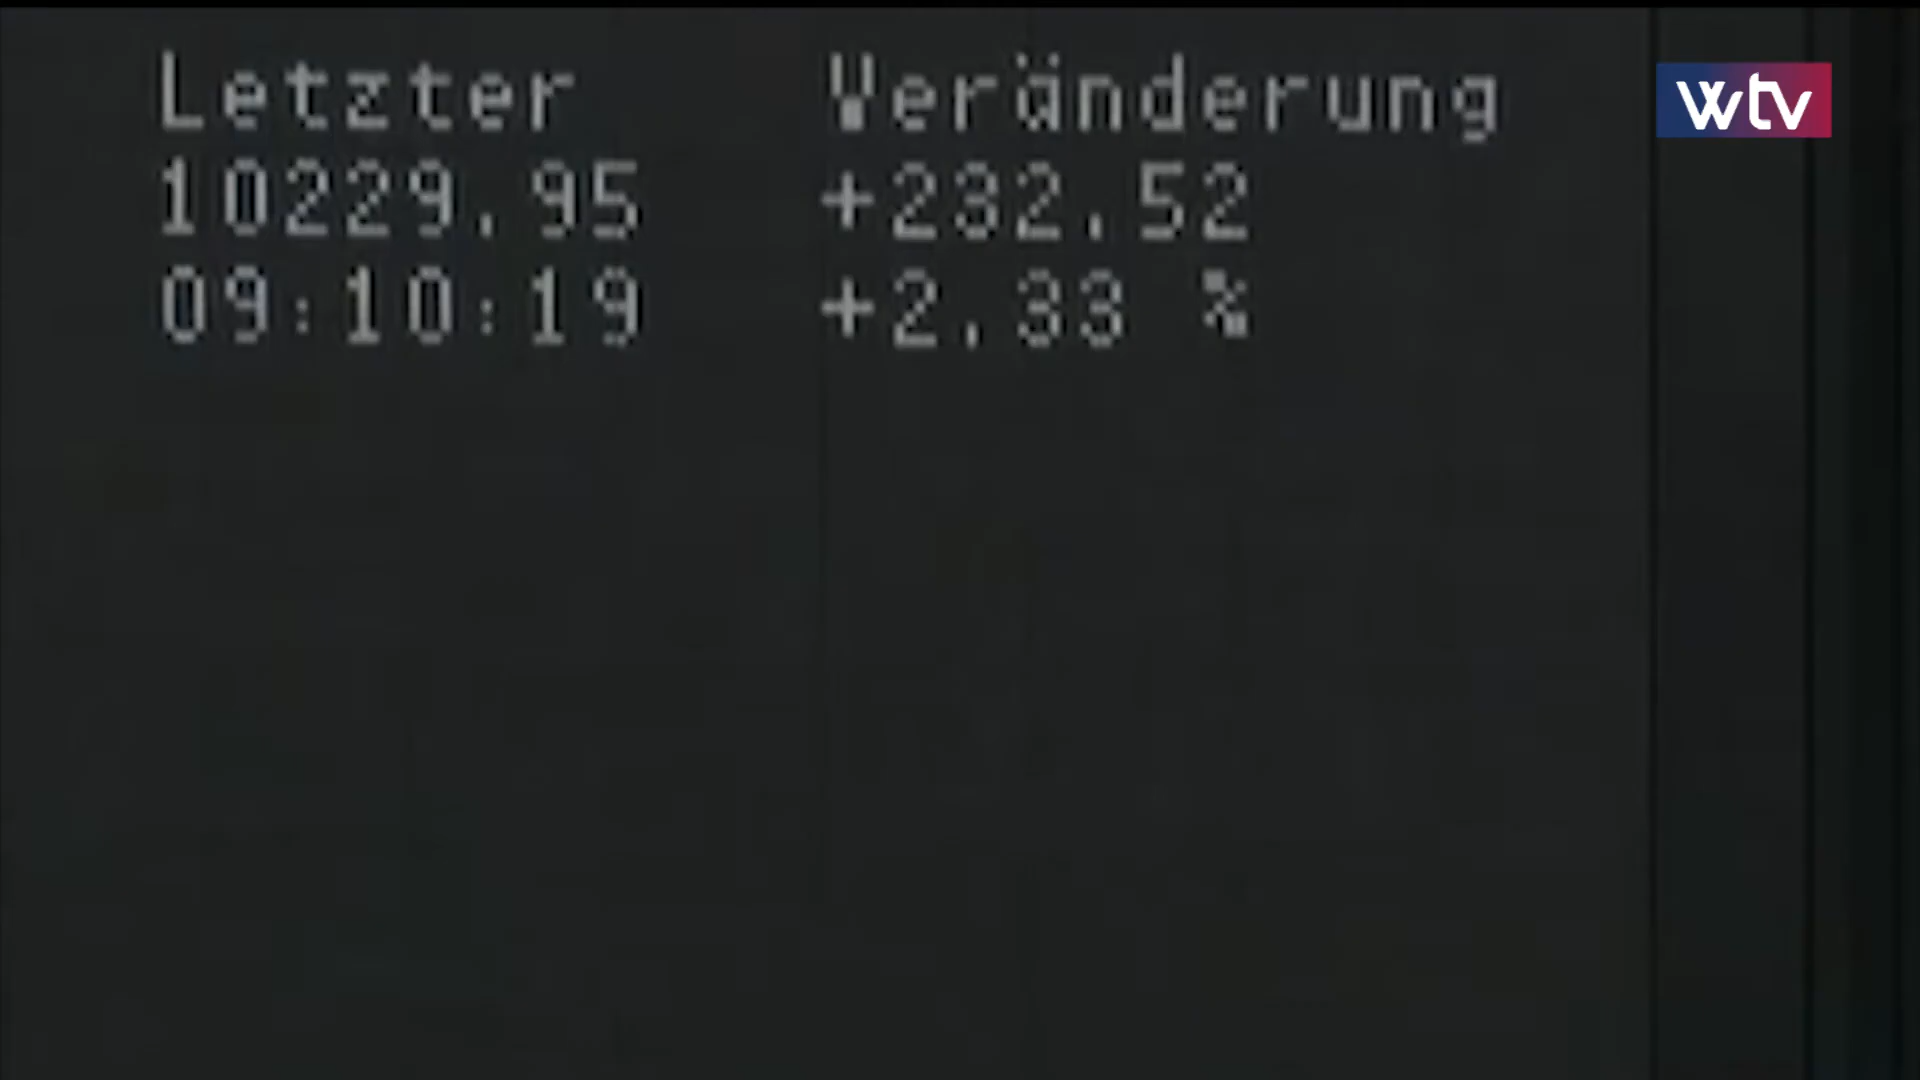 Letzter Veränderung
10229.95 +232.52
09:10:19 +2.33 %
wtv